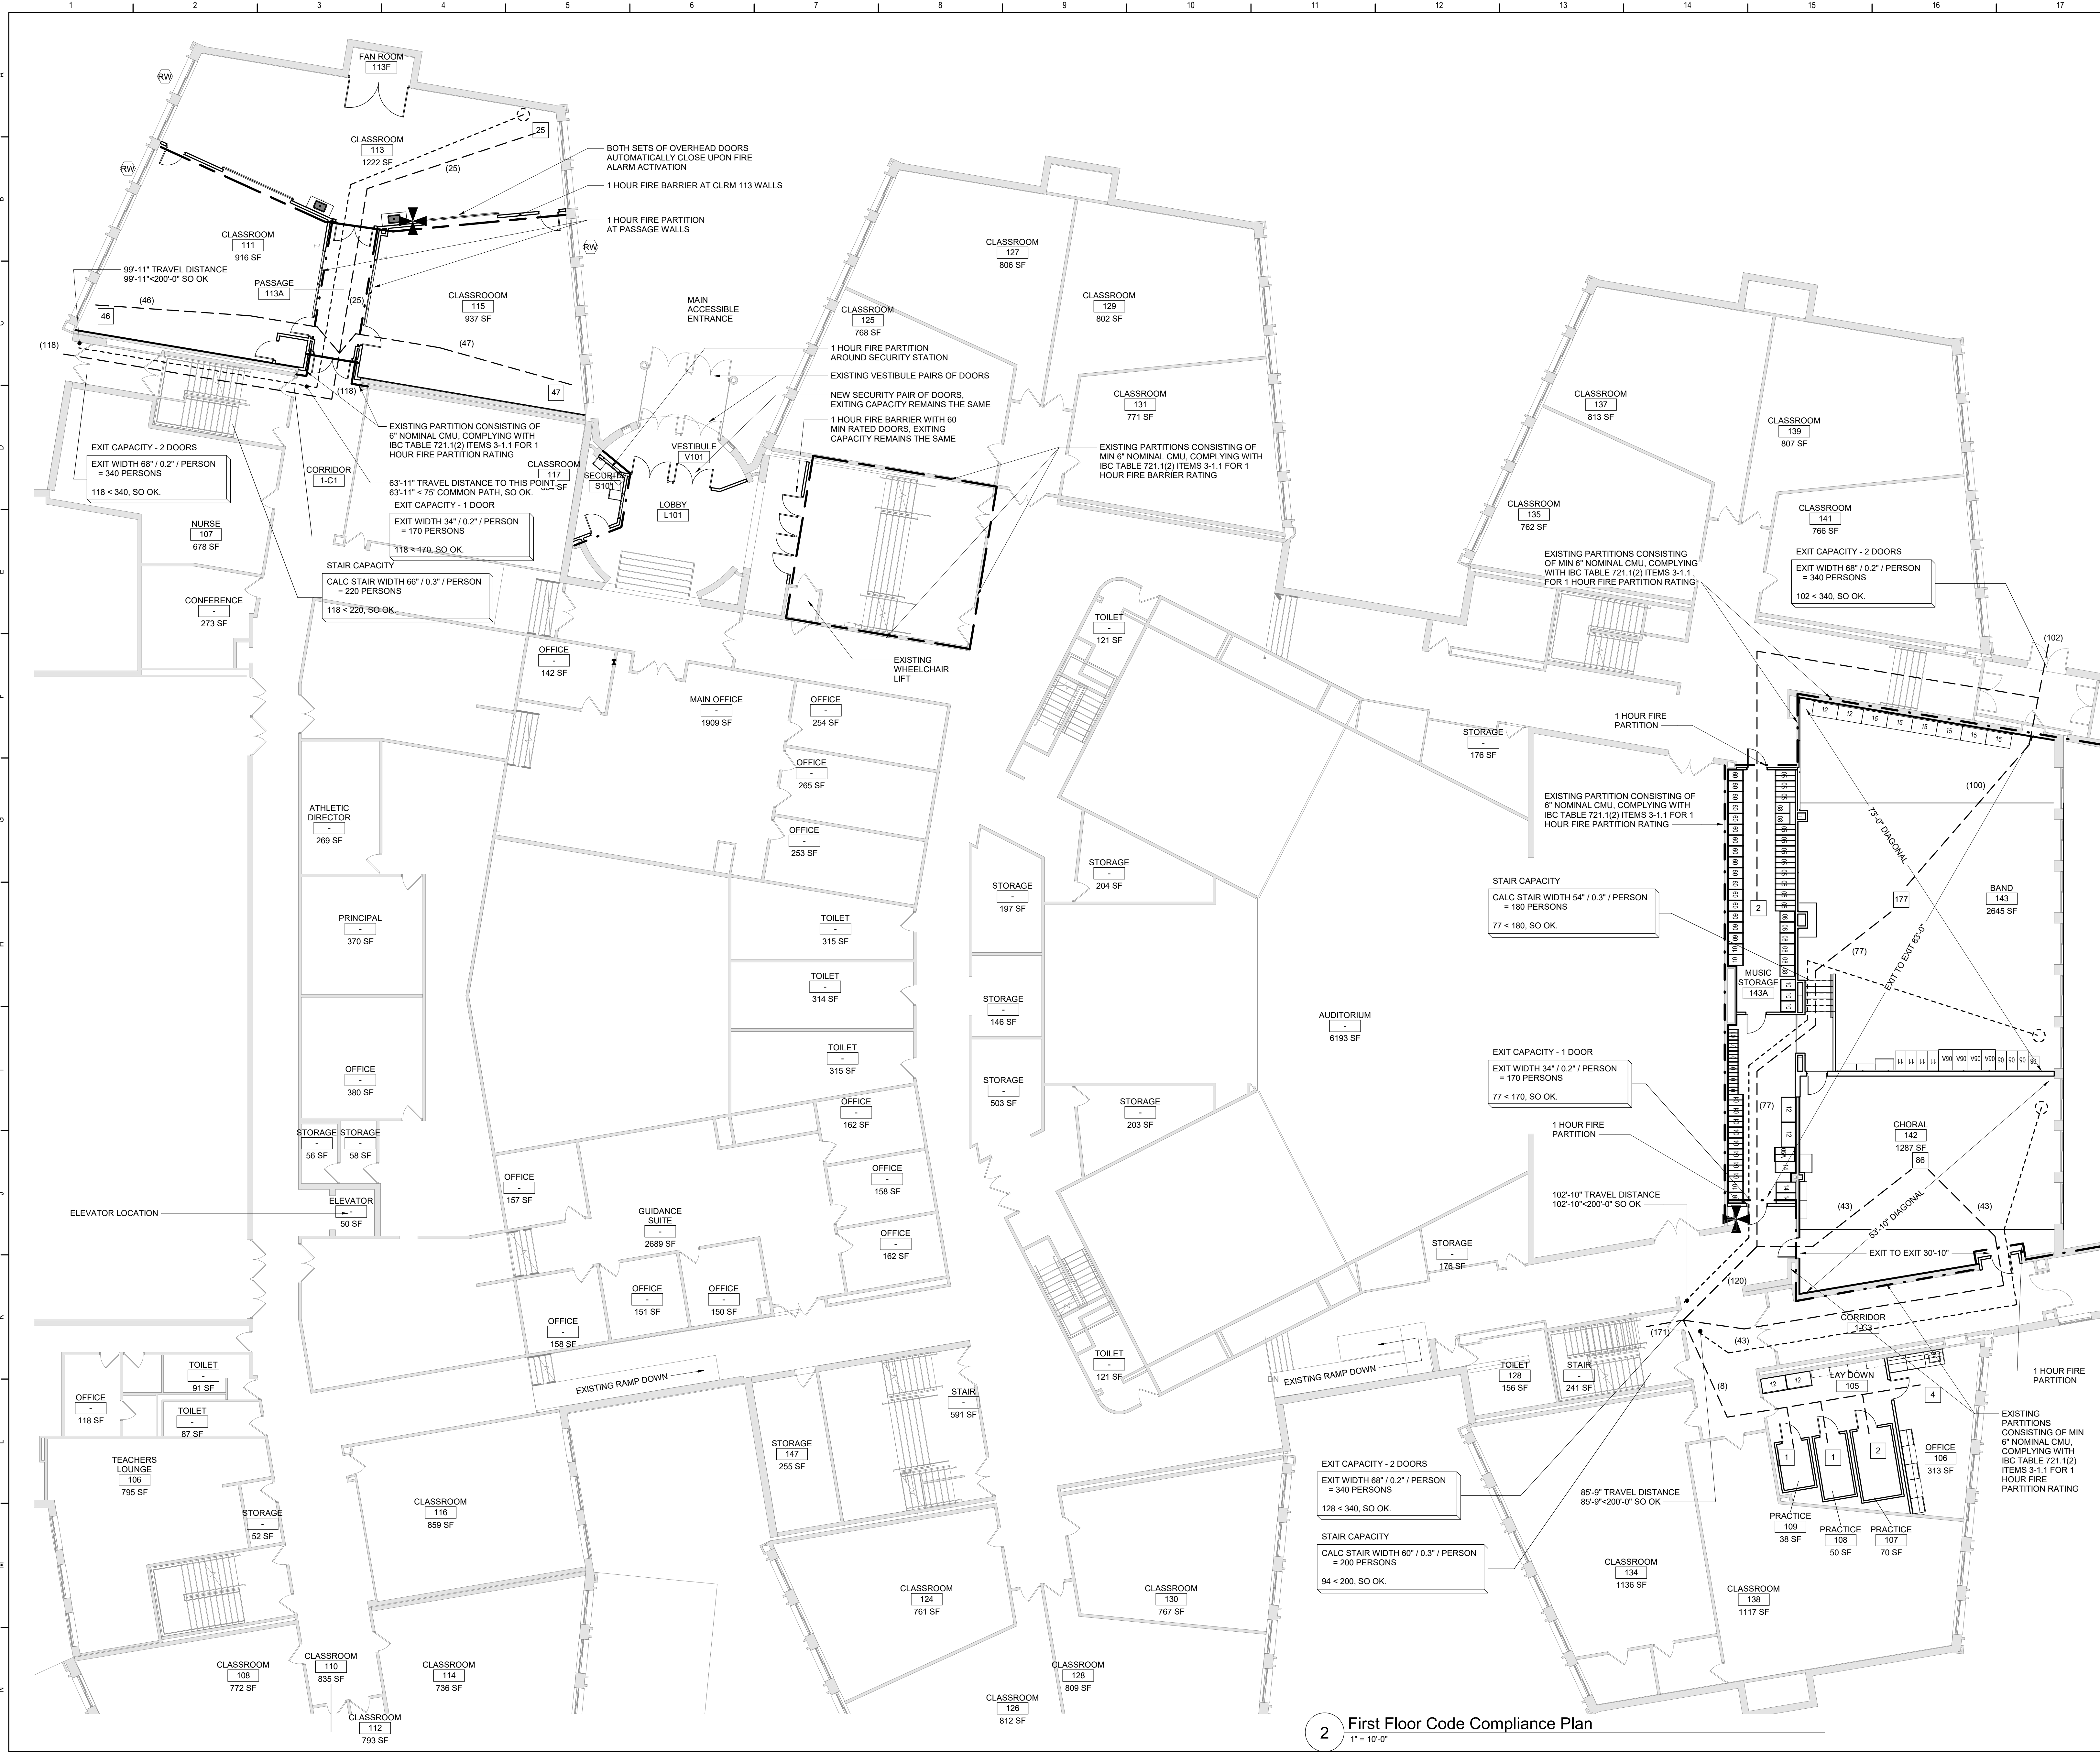 1 2 3 4 5 6 7 8 9 10 11 12 13 14 15 16 17
FAN ROOM
113F
RW
CLASSROOM
113
1222 SF
25
(25)
BOTH SETS OF OVERHEAD DOORS
AUTOMATICALLY CLOSE UPON FIRE
ALARM ACTIVATION
1 HOUR FIRE BARRIER AT CLRM 113 WALLS
1 HOUR FIRE PARTITION
AT PASSAGE WALLS
RW
RW
CLASSROOM
111
916 SF
99'-11" TRAVEL DISTANCE
99'-11"<200'-0" SO OK
PASSAGE
113A
(46)
46
(25)
CLASSROOOM
115
937 SF
(47)
47
(118)
(118)
MAIN
ACCESSIBLE
ENTRANCE
1 HOUR FIRE PARTITION
AROUND SECURITY STATION
EXISTING VESTIBULE PAIRS OF DOORS
NEW SECURITY PAIR OF DOORS,
EXITING CAPACITY REMAINS THE SAME
1 HOUR FIRE BARRIER WITH 60
MIN RATED DOORS, EXITING
CAPACITY REMAINS THE SAME
EXISTING PARTITION CONSISTING OF
6" NOMINAL CMU, COMPLYING WITH
IBC TABLE 721.1(2) ITEMS 3-1.1 FOR 1
HOUR FIRE PARTITION RATING
CLASSROOM
117
63'-11" TRAVEL DISTANCE TO THIS POINT
63'-11" < 75' COMMON PATH, SO OK.
EXIT CAPACITY - 1 DOOR
EXIT WIDTH 34" / 0.2" / PERSON
= 170 PERSONS
118 < 170, SO OK.
EXIT CAPACITY - 2 DOORS
EXIT WIDTH 68" / 0.2" / PERSON
= 340 PERSONS
118 < 340, SO OK.
CORRIDOR
1-C1
NURSE
107
678 SF
STAIR CAPACITY
CALC STAIR WIDTH 66" / 0.3" / PERSON
= 220 PERSONS
118 < 220, SO OK.
CONFERENCE
-
273 SF
VESTIBULE
V101
SECURITY
S101
LOBBY
L101
EXISTING PARTITIONS CONSISTING OF
MIN 6" NOMINAL CMU, COMPLYING WITH
IBC TABLE 721.1(2) ITEMS 3-1.1 FOR 1
HOUR FIRE BARRIER RATING
EXISTING
WHEELCHAIR
LIFT
CLASSROOM
127
806 SF
CLASSROOM
125
768 SF
CLASSROOM
129
802 SF
CLASSROOM
131
771 SF
CLASSROOM
137
813 SF
CLASSROOM
139
807 SF
CLASSROOM
135
762 SF
CLASSROOM
141
766 SF
EXISTING PARTITIONS CONSISTING
OF MIN 6" NOMINAL CMU, COMPLYING
WITH IBC TABLE 721.1(2) ITEMS 3-1.1
FOR 1 HOUR FIRE PARTITION RATING
EXIT CAPACITY - 2 DOORS
EXIT WIDTH 68" / 0.2" / PERSON
= 340 PERSONS
102 < 340, SO OK.
(102)
TOILET
-
121 SF
OFFICE
-
142 SF
MAIN OFFICE
-
1909 SF
OFFICE
-
254 SF
OFFICE
-
265 SF
OFFICE
-
253 SF
ATHLETIC
DIRECTOR
-
269 SF
PRINCIPAL
-
370 SF
OFFICE
-
380 SF
STORAGE
-
56 SF
STORAGE
-
58 SF
ELEVATOR
-
50 SF
ELEVATOR LOCATION
TOILET
-
315 SF
TOILET
-
314 SF
TOILET
-
315 SF
OFFICE
-
162 SF
OFFICE
-
158 SF
OFFICE
-
162 SF
OFFICE
-
157 SF
GUIDANCE
SUITE
-
2689 SF
OFFICE
-
151 SF
OFFICE
-
150 SF
OFFICE
-
158 SF
STORAGE
-
204 SF
STORAGE
-
197 SF
STORAGE
-
146 SF
STORAGE
-
503 SF
STORAGE
-
203 SF
AUDITORIUM
-
6193 SF
STORAGE
-
176 SF
1 HOUR FIRE
PARTITION
12 12 15 15 15 15 15 15
EXISTING PARTITION CONSISTING OF
6" NOMINAL CMU, COMPLYING WITH
IBC TABLE 721.1(2) ITEMS 3-1.1 FOR 1
HOUR FIRE PARTITION RATING
(100)
73'-0" DIAGONAL
STAIR CAPACITY
CALC STAIR WIDTH 54" / 0.3" / PERSON
= 180 PERSONS
77 < 180, SO OK.
2
177
BAND
143
2645 SF
(77)
EXIT TO EXIT 83'-0"
MUSIC
STORAGE
143A
EXIT CAPACITY - 1 DOOR
EXIT WIDTH 34" / 0.2" / PERSON
= 170 PERSONS
77 < 170, SO OK.
(77)
1 HOUR FIRE
PARTITION
CHORAL
142
1287 SF
86
(43)
(43)
53'-10" DIAGONAL
102'-10" TRAVEL DISTANCE
102'-10"<200'-0" SO OK
EXIT TO EXIT 30'-10"
STORAGE
-
176 SF
(120)
(171)
(43)
CORRIDOR
1-C3
1 HOUR FIRE
PARTITION
TOILET
-
121 SF
EXISTING RAMP DOWN
DN
EXISTING RAMP DOWN
TOILET
128
156 SF
STAIR
-
241 SF
(8)
12 12
LAY DOWN
105
4
1
1
2
OFFICE
106
313 SF
EXISTING
PARTITIONS
CONSISTING OF MIN
6" NOMINAL CMU,
COMPLYING WITH
IBC TABLE 721.1(2)
ITEMS 3-1.1 FOR 1
HOUR FIRE
PARTITION RATING
OFFICE
-
118 SF
TOILET
-
91 SF
TOILET
-
87 SF
TEACHERS
LOUNGE
106
795 SF
STORAGE
-
52 SF
STAIR
-
591 SF
STORAGE
147
255 SF
CLASSROOM
116
859 SF
EXIT CAPACITY - 2 DOORS
EXIT WIDTH 68" / 0.2" / PERSON
= 340 PERSONS
128 < 340, SO OK.
STAIR CAPACITY
CALC STAIR WIDTH 60" / 0.3" / PERSON
= 200 PERSONS
94 < 200, SO OK.
85'-9" TRAVEL DISTANCE
85'-9"<200'-0" SO OK
PRACTICE
109
38 SF
PRACTICE
108
50 SF
PRACTICE
107
70 SF
CLASSROOM
134
1136 SF
CLASSROOM
138
1117 SF
CLASSROOM
124
761 SF
CLASSROOM
130
767 SF
CLASSROOM
108
772 SF
CLASSROOM
110
835 SF
CLASSROOM
114
736 SF
CLASSROOM
112
793 SF
CLASSROOM
128
809 SF
CLASSROOM
126
812 SF
2
First Floor Code Compliance Plan
1" = 10'-0"